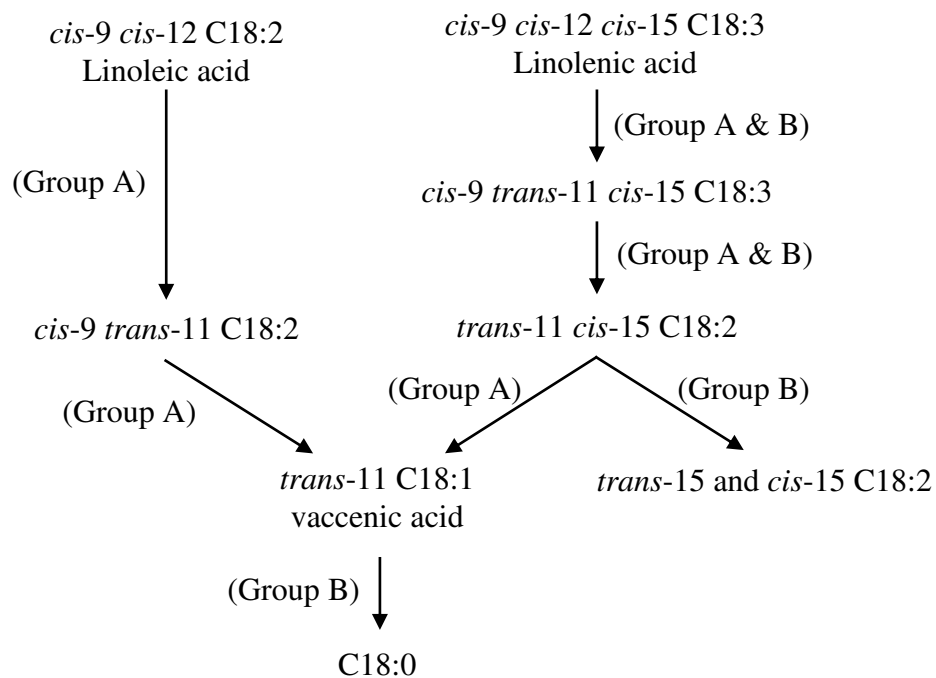 cis-9 cis-12 C18:2
Linoleic acid
cis-9 cis-12 cis-15 C18:3
Linolenic acid
(Group A)
(Group A & B)
cis-9 trans-11 cis-15 C18:3
(Group A & B)
cis-9 trans-11 C18:2
trans-11 cis-15 C18:2
(Group A)
(Group A)
(Group B)
trans-11 C18:1
vaccenic acid
trans-15 and cis-15 C18:2
(Group B)
C18:0